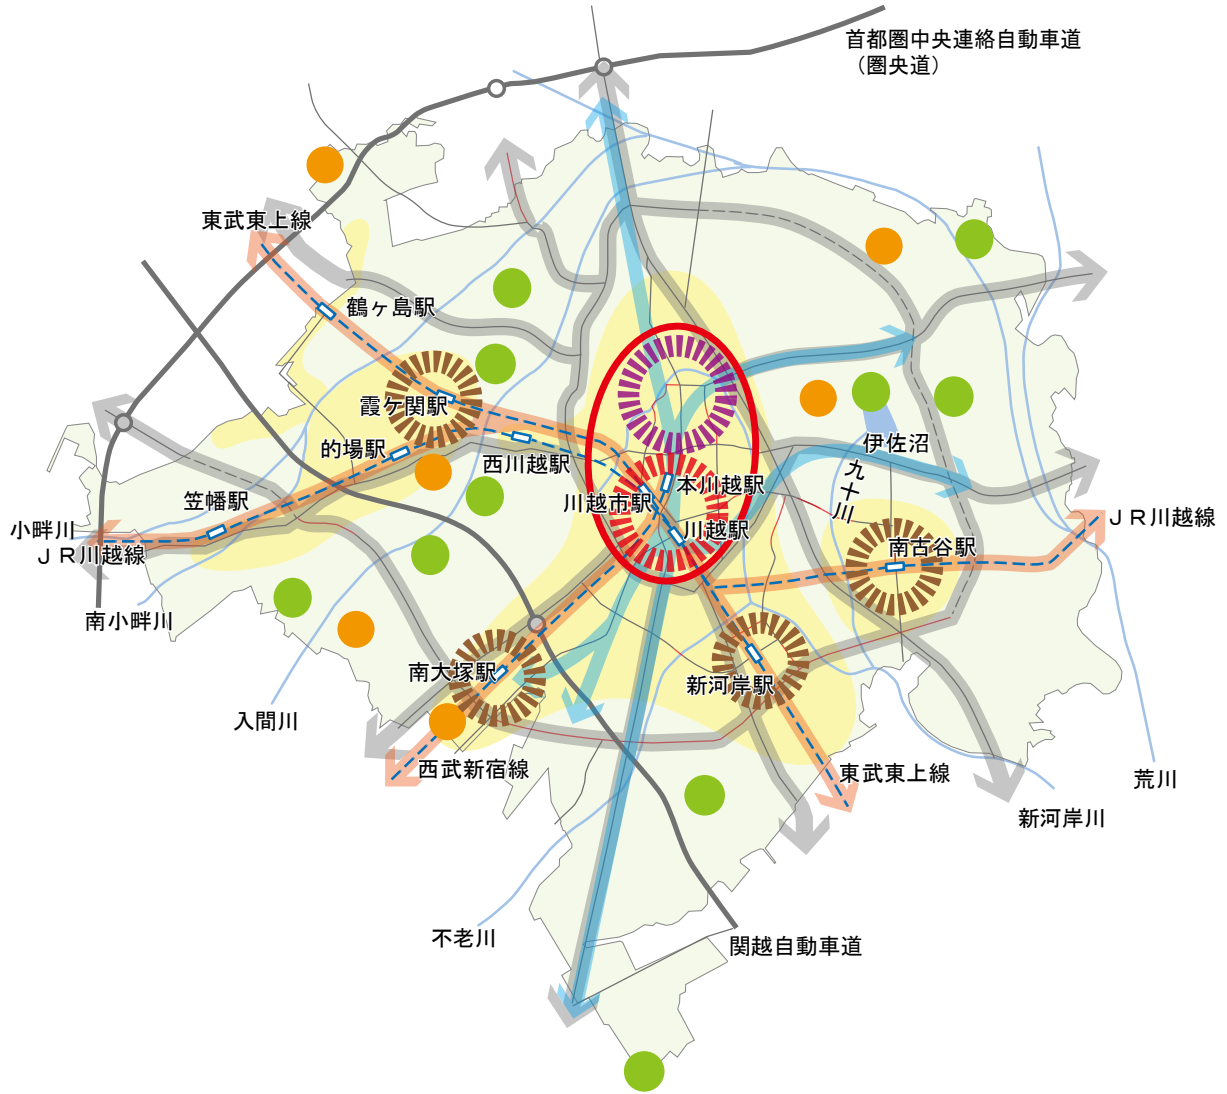 首都圏中央連絡自動車道
（圏央道）
東武東上線
鶴ヶ島駅
霞ケ関駅
的場駅
西川越駅
伊佐沼
本川越駅
川越市駅
九十川
笠幡駅
川越駅
ＪＲ川越線
小畔川
ＪＲ川越線
南古谷駅
南小畔川
南大塚駅
新河岸駅
入間川
西武新宿線
東武東上線
荒川
新河岸川
不老川
関越自動車道